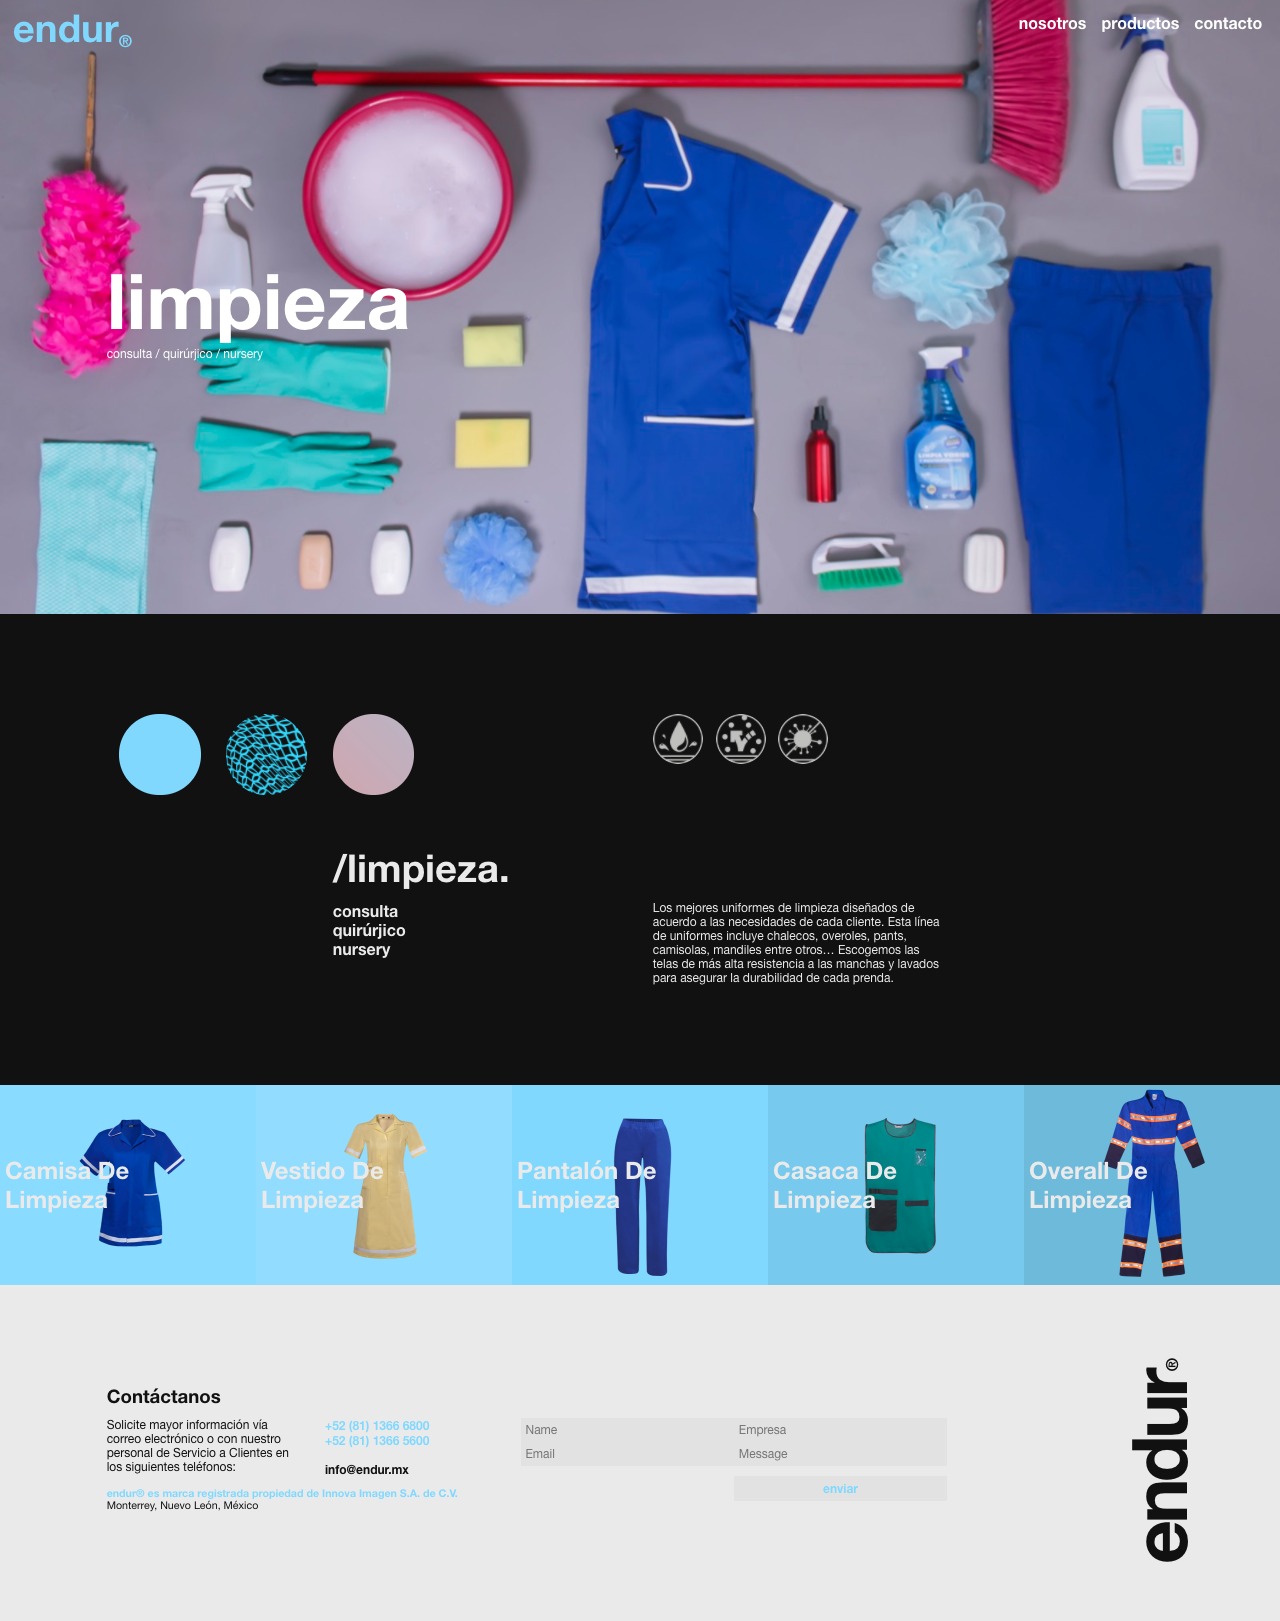 endur®
nosotros productos contacto
limpieza
consulta / quirúrjico / nursery
/limpieza.
consulta
quirúrjico
nursery
Los mejores uniformes de limpieza diseñados de
acuerdo a las necesidades de cada cliente. Esta línea
de uniformes incluye chalecos, overoles, pants,
camisolas, mandiles entre otros… Escogemos las
telas de más alta resistencia a las manchas y lavados
para asegurar la durabilidad de cada prenda.
Camisa De
Limpieza
Vestido De
Limpieza
Pantalón De
Limpieza
Casaca De
Limpieza
Overall De
Limpieza
Contáctanos
Solicite mayor información vía
correo electrónico o con nuestro
personal de Servicio a Clientes en
los siguientes teléfonos:
+52 (81) 1366 6800
+52 (81) 1366 5600
info@endur.mx
endur® es marca registrada propiedad de Innova Imagen S.A. de C.V.
Monterrey, Nuevo León, México
Name
Empresa
Email
Message
enviar
endur®